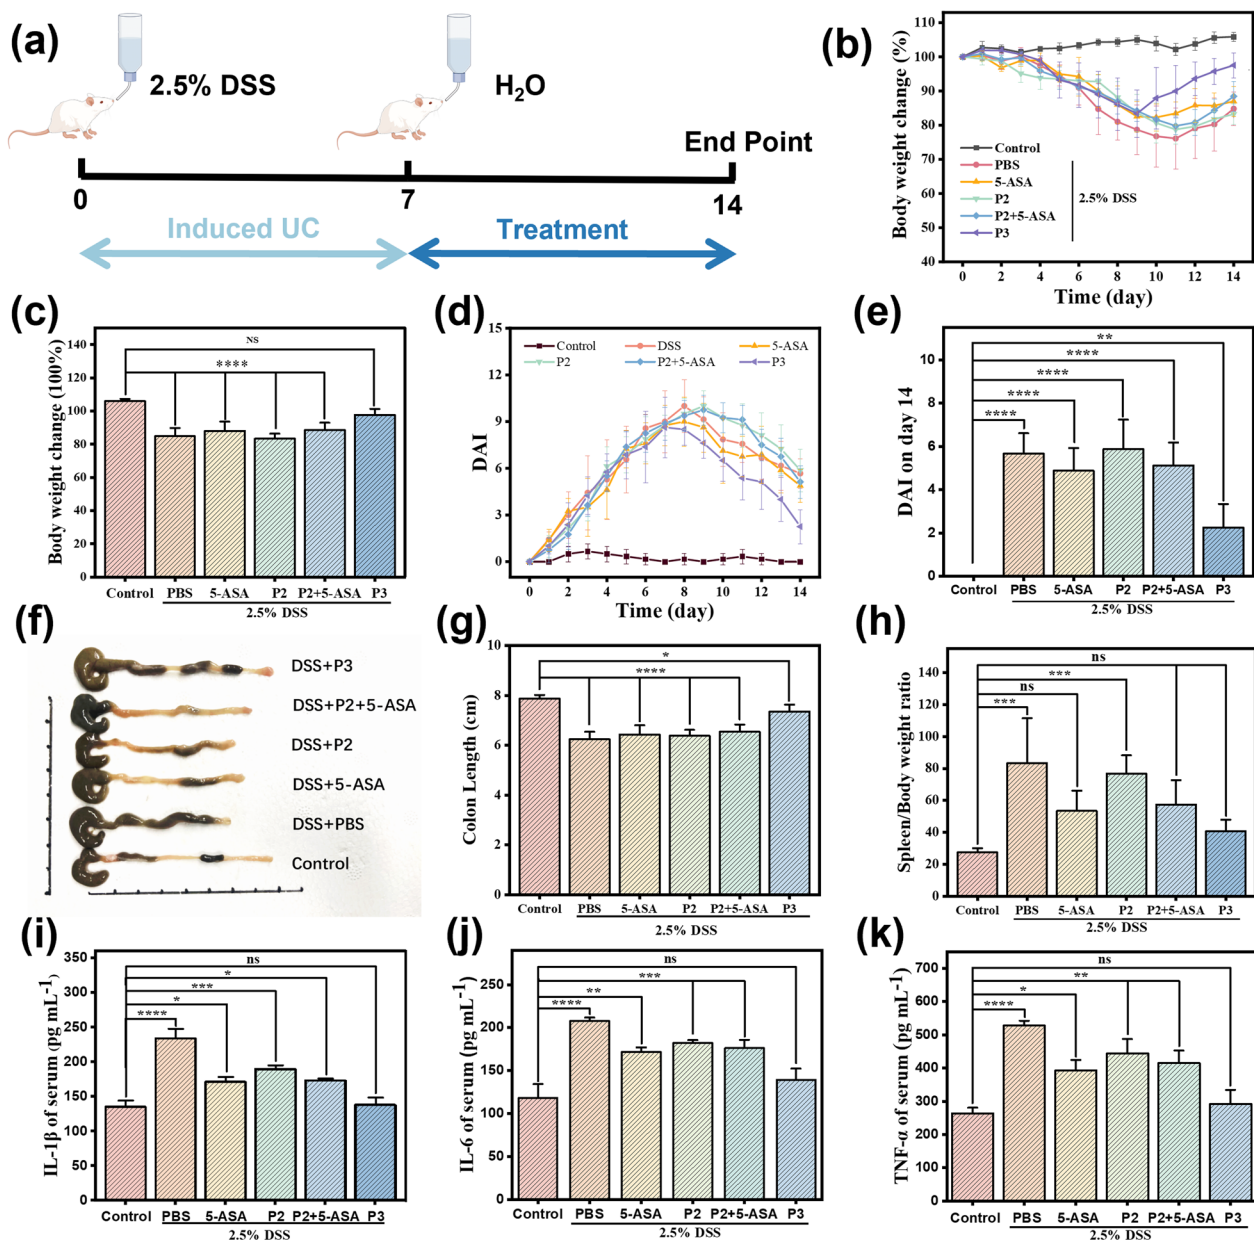 (a)
2.5% DSS
H₂O
End Point
0
7
14
Induced UC
Treatment
(b)
Body weight change (%)
110
100
90
80
70
60
50
40
Control
PBS
5-ASA
P2
P2+5-ASA
P3
2.5% DSS
0 2 4 6 8 10 12 14
Time (day)
(c)
Body weight change (100%)
140
120
100
80
60
40
20
0
NS
****
Control PBS 5-ASA P2 P2+5-ASA P3
2.5% DSS
(d)
DAI
15
12
9
6
3
0
Control DSS 5-ASA
P2 P2+5-ASA P3
0 2 4 6 8 10 12 14
Time (day)
(e)
DAI on day 14
10
8
6
4
2
0
**
****
****
****
****
Control PBS 5-ASA P2 P2+5-ASA P3
2.5% DSS
(f)
DSS+P3
DSS+P2+5-ASA
DSS+P2
DSS+5-ASA
DSS+PBS
Control
(g)
Colon Length (cm)
10
8
6
4
2
0
*
****
Control PBS 5-ASA P2 P2+5-ASA P3
2.5% DSS
(h)
Spleen/Body weight ratio
140
120
100
80
60
40
20
0
ns
***
ns
***
Control PBS 5-ASA P2 P2+5-ASA P3
2.5% DSS
(i)
IL-1β of serum (pg mL⁻¹)
350
300
250
200
150
100
50
0
ns
*
***
*
****
Control PBS 5-ASA P2 P2+5-ASA P3
2.5% DSS
(j)
IL-6 of serum (pg mL⁻¹)
250
200
150
100
50
0
ns
***
**
****
Control PBS 5-ASA P2 P2+5-ASA P3
2.5% DSS
(k)
TNF-α of serum (pg mL⁻¹)
700
600
500
400
300
200
100
0
ns
**
*
****
Control PBS 5-ASA P2 P2+5-ASA P3
2.5% DSS